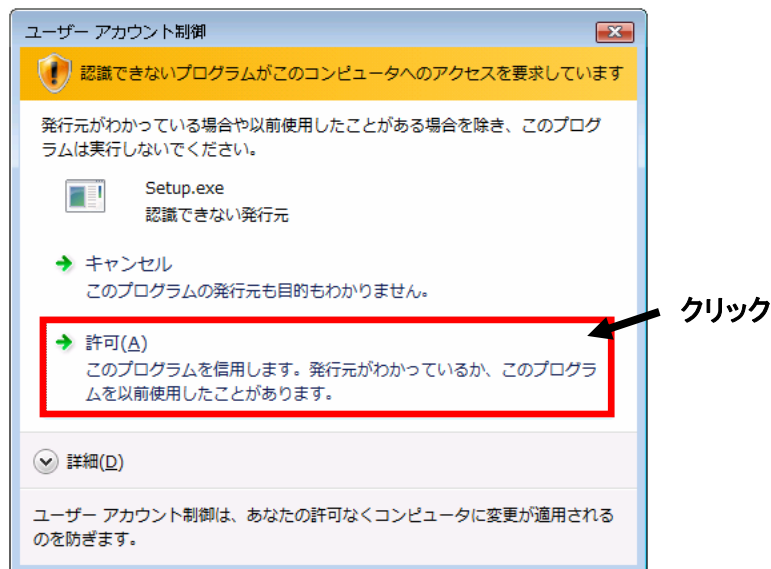 ユーザー アカウント制御
認識できないプログラムがこのコンピュータへのアクセスを要求しています
発行元がわかっている場合や以前使用したことがある場合を除き、このプログ
ラムは実行しないでください。
Setup.exe
認識できない発行元
キャンセル
このプログラムの発行元も目的もわかりません。
クリック
許可(A)
このプログラムを信用します。発行元がわかっているか、このプログラ
ムを以前使用したことがあります。
詳細(D)
ユーザー アカウント制御は、あなたの許可なくコンピュータに変更が適用される
のを防ぎます。